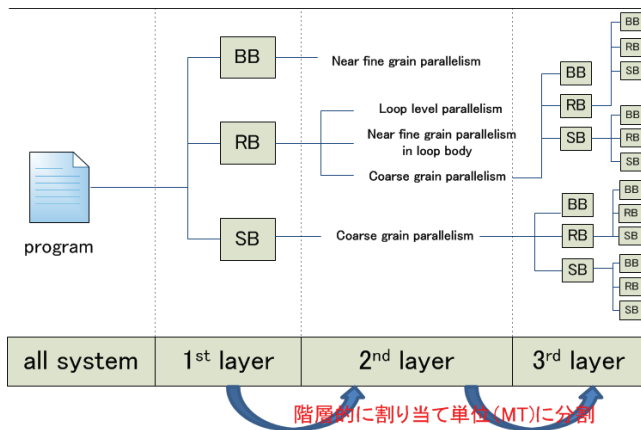 BB
Near fine grain parallelism
RB
Loop level parallelism
Near fine grain parallelism
in loop body
Coarse grain parallelism
SB
Coarse grain parallelism
program
BB
RB
SB
BB
RB
SB
BB
RB
SB
BB
RB
SB
BB
RB
SB
BB
RB
SB
all system
1st layer
2nd layer
3rd layer
階層的に割り当て単位(MT)に分割